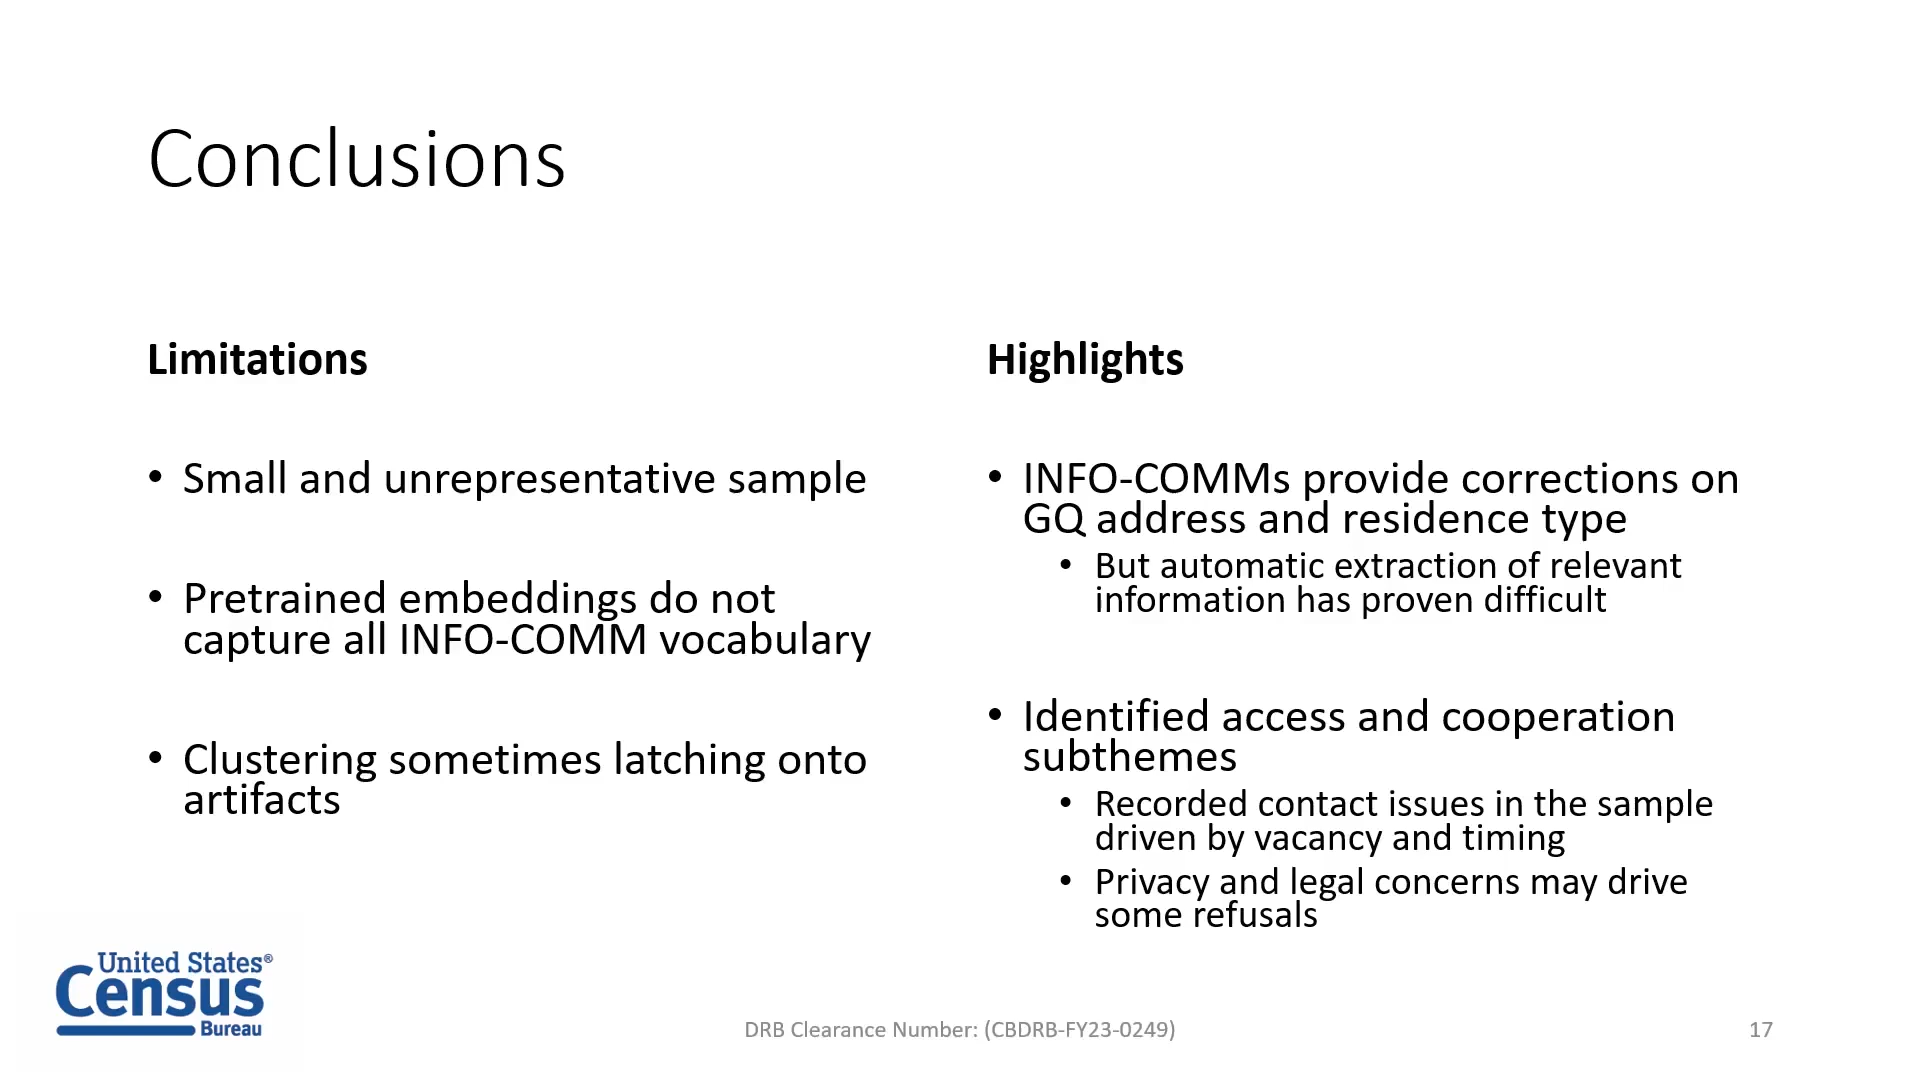 Conclusions
Limitations
• Small and unrepresentative sample
• Pretrained embeddings do not
capture all INFO-COMM vocabulary
• Clustering sometimes latching onto
artifacts
Highlights
• INFO-COMMs provide corrections on
GQ address and residence type
• But automatic extraction of relevant
information has proven difficult
• Identified access and cooperation
subthemes
• Recorded contact issues in the sample
driven by vacancy and timing
• Privacy and legal concerns may drive
some refusals
United States®
Census
Bureau
DRB Clearance Number: (CBDRB-FY23-0249)
17